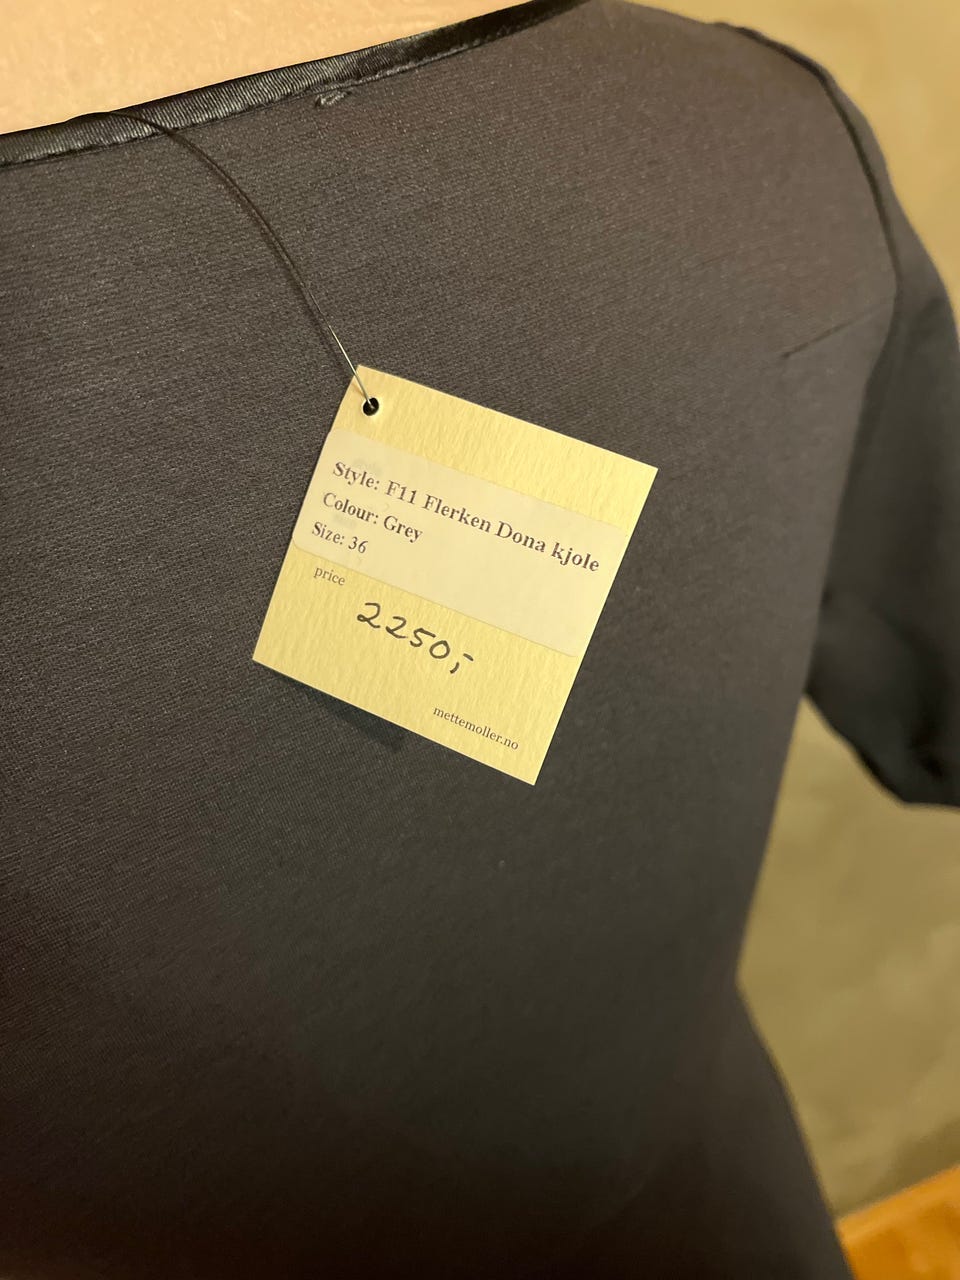 Style: F11 Flerken Dona kjole
Colour: Grey
Size: 36
price
2250,-
mettemoller.no